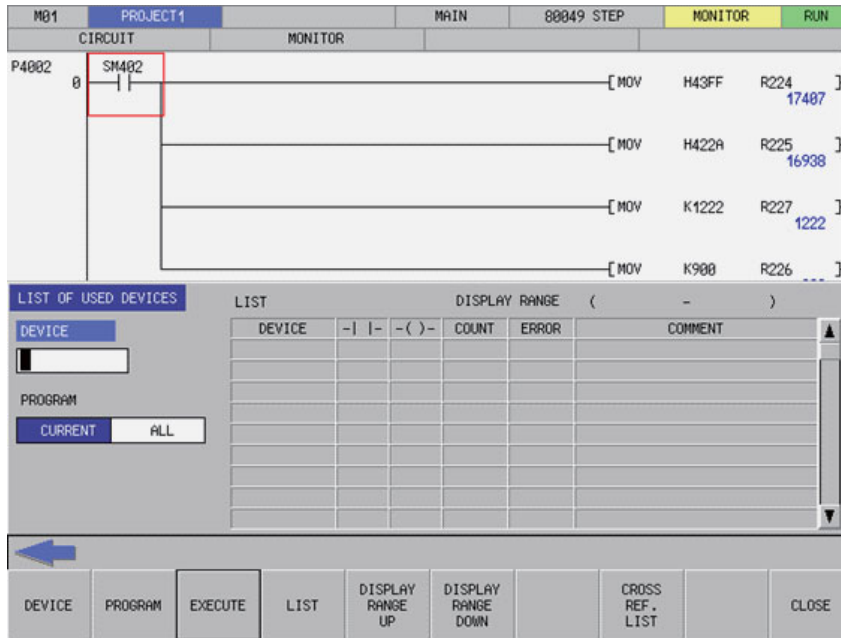 M01 PROJECT1 MAIN 80049 STEP MONITOR RUN
CIRCUIT MONITOR
P4002 0 SM402 MOV H43FF R224
17407
MOV H422A R225
16938
MOV K1222 R227
1222
MOV K900 R226
LIST OF USED DEVICES LIST DISPLAY RANGE ( - )
DEVICE DEVICE -| |- -( )- COUNT ERROR COMMENT
PROGRAM
CURRENT ALL
DEVICE PROGRAM EXECUTE LIST DISPLAY RANGE UP DISPLAY RANGE DOWN CROSS REF. LIST CLOSE